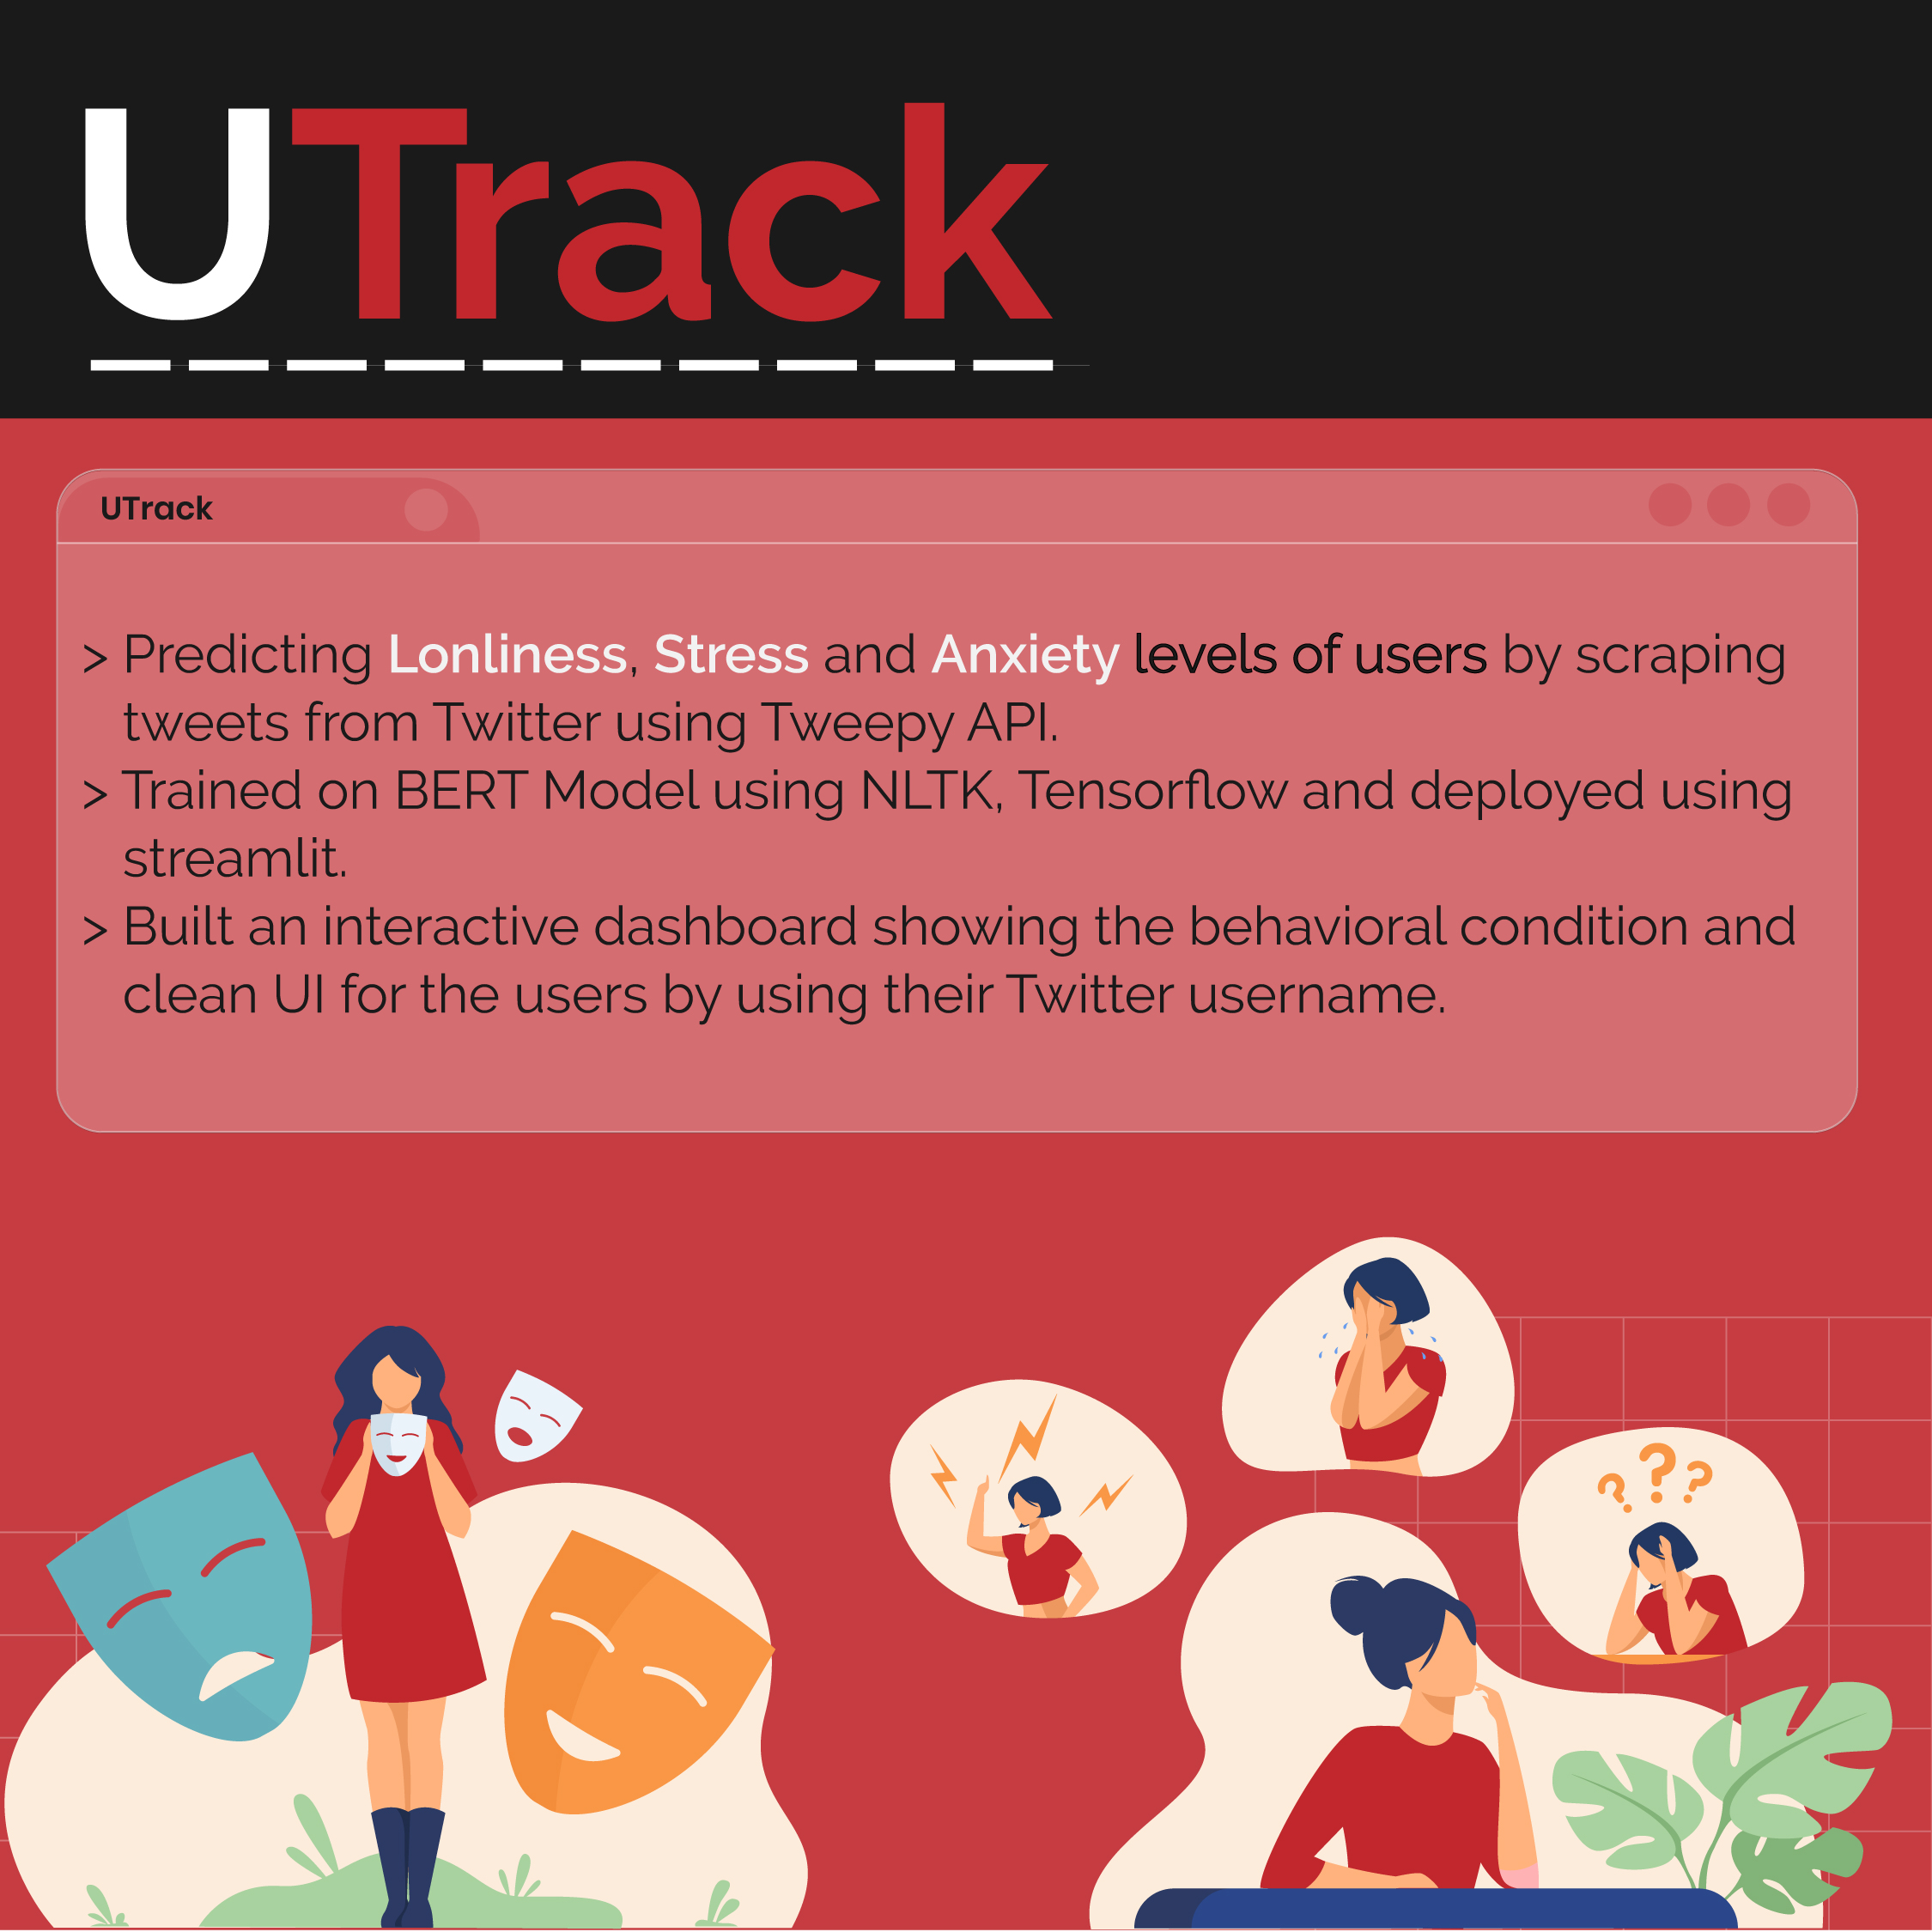 UTrack
UTrack
> Predicting Lonliness, Stress and Anxiety levels of users by scraping
tweets from Twitter using Tweepy API.
> Trained on BERT Model using NLTK, Tensorflow and deployed using
streamlit.
> Built an interactive dashboard showing the behavioral condition and
clean UI for the users by using their Twitter username.
? ? ?